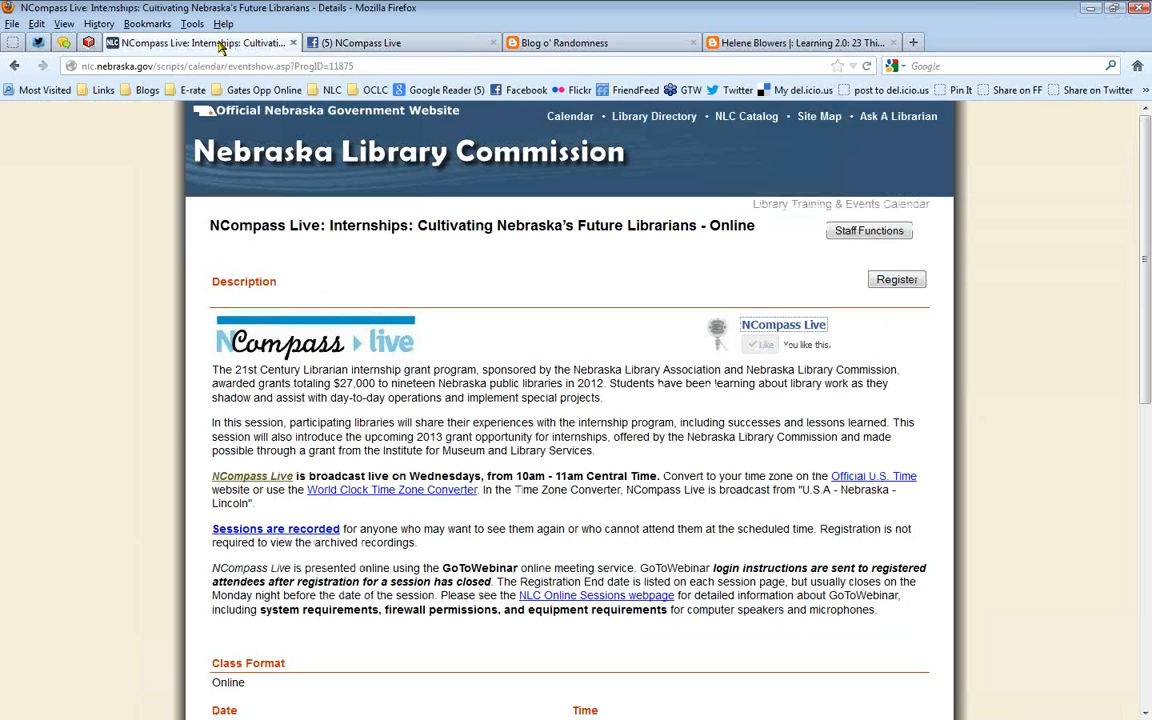 NCompass Live: Internships: Cultivating Nebraska's Future Librarians - Details - Mozilla Firefox
File Edit View History Bookmarks Tools Help
NLC NCompass Live: Internships: Cultivati... × (5) NCompass Live × Blog o' Randomness × Helene Blowers |: Learning 2.0: 23 Thi... × +
nlc.nebraska.gov/scripts/calendar/eventshow.asp?ProgID=11875 Google
Most Visited Links Blogs E-rate Gates Opp Online NLC OCLC Google Reader (5) Facebook Flickr FriendFeed GTW Twitter My del.icio.us post to del.icio.us Pin It Share on FF Share on Twitter »
Official Nebraska Government Website
Calendar • Library Directory • NLC Catalog • Site Map • Ask A Librarian
Nebraska Library Commission
Library Training & Events Calendar
NCompass Live: Internships: Cultivating Nebraska's Future Librarians - Online
Staff Functions
Description
Register
NCompass live
NCompass Live
Like You like this.
The 21st Century Librarian internship grant program, sponsored by the Nebraska Library Association and Nebraska Library Commission,
awarded grants totaling $27,000 to nineteen Nebraska public libraries in 2012. Students have been learning about library work as they
shadow and assist with day-to-day operations and implement special projects.
In this session, participating libraries will share their experiences with the internship program, including successes and lessons learned. This
session will also introduce the upcoming 2013 grant opportunity for internships, offered by the Nebraska Library Commission and made
possible through a grant from the Institute for Museum and Library Services.
NCompass Live is broadcast live on Wednesdays, from 10am - 11am Central Time. Convert to your time zone on the Official U.S. Time
website or use the World Clock Time Zone Converter. In the Time Zone Converter, NCompass Live is broadcast from "U.S.A - Nebraska -
Lincoln".
Sessions are recorded for anyone who may want to see them again or who cannot attend them at the scheduled time. Registration is not
required to view the archived recordings.
NCompass Live is presented online using the GoToWebinar online meeting service. GoToWebinar login instructions are sent to registered
attendees after registration for a session has closed. The Registration End date is listed on each session page, but usually closes on the
Monday night before the date of the session. Please see the NLC Online Sessions webpage for detailed information about GoToWebinar,
including system requirements, firewall permissions, and equipment requirements for computer speakers and microphones.
Class Format
Online
Date Time